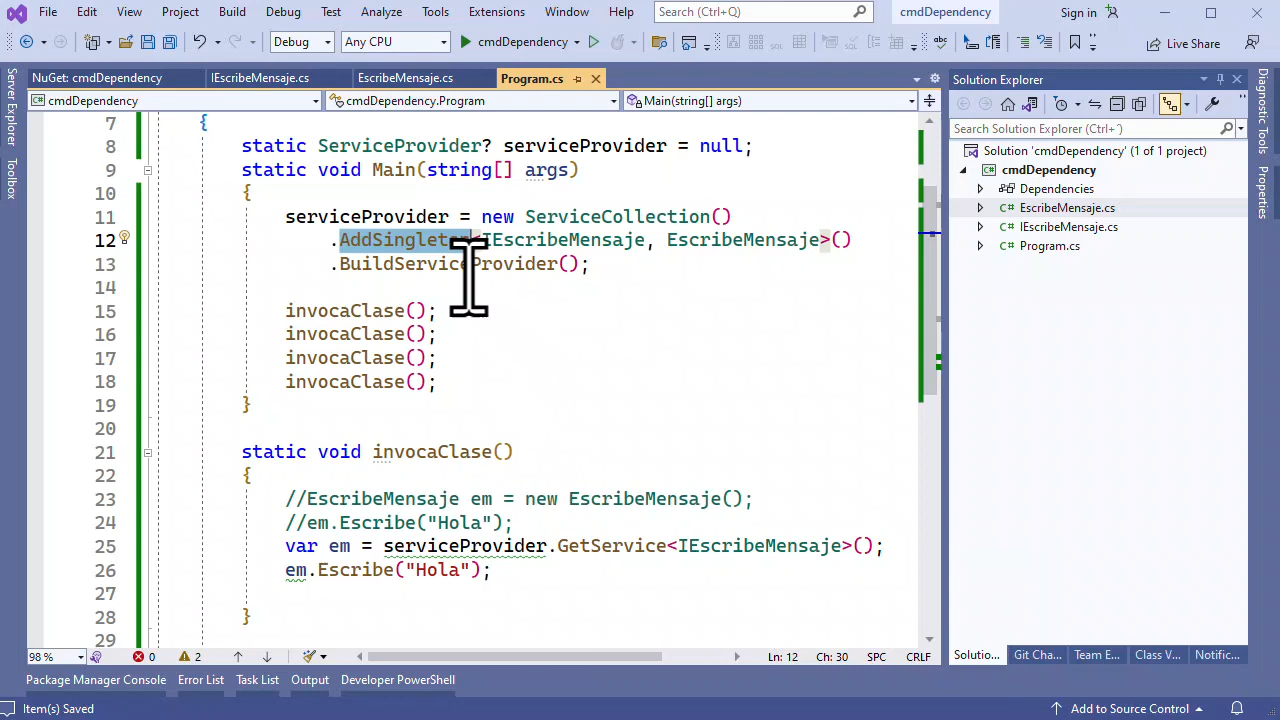 File Edit View Project Build Debug Test Analyze Tools Extensions Window Help Search (Ctrl+Q) cmdDependency Sign in
Debug Any CPU cmdDependency Live Share
NuGet: cmdDependency IEscribeMensaje.cs EscribeMensaje.cs Program.cs
cmdDependency cmdDependency.Program Main(string[] args)
7 {
8 static ServiceProvider? serviceProvider = null;
9 static void Main(string[] args)
10 {
11 serviceProvider = new ServiceCollection()
12 .AddSingleton<IEscribeMensaje, EscribeMensaje>()
13 .BuildServiceProvider();
14
15 invocaClase();
16 invocaClase();
17 invocaClase();
18 invocaClase();
19 }
20
21 static void invocaClase()
22 {
23 //EscribeMensaje em = new EscribeMensaje();
24 //em.Escribe("Hola");
25 var em = serviceProvider.GetService<IEscribeMensaje>();
26 em.Escribe("Hola");
27
28 }
29
98 % 0 2 Ln: 12 Ch: 30 SPC CRLF
Package Manager Console Error List Task List Output Developer PowerShell
Item(s) Saved Add to Source Control
Server Explorer
Toolbox
Solution Explorer
Search Solution Explorer (Ctrl+´)
Solution 'cmdDependency' (1 of 1 project)
cmdDependency
Dependencies
C# EscribeMensaje.cs
C# IEscribeMensaje.cs
C# Program.cs
Solutio... Git Cha... Team E... Class V... Notific...
Diagnostic Tools
Properties